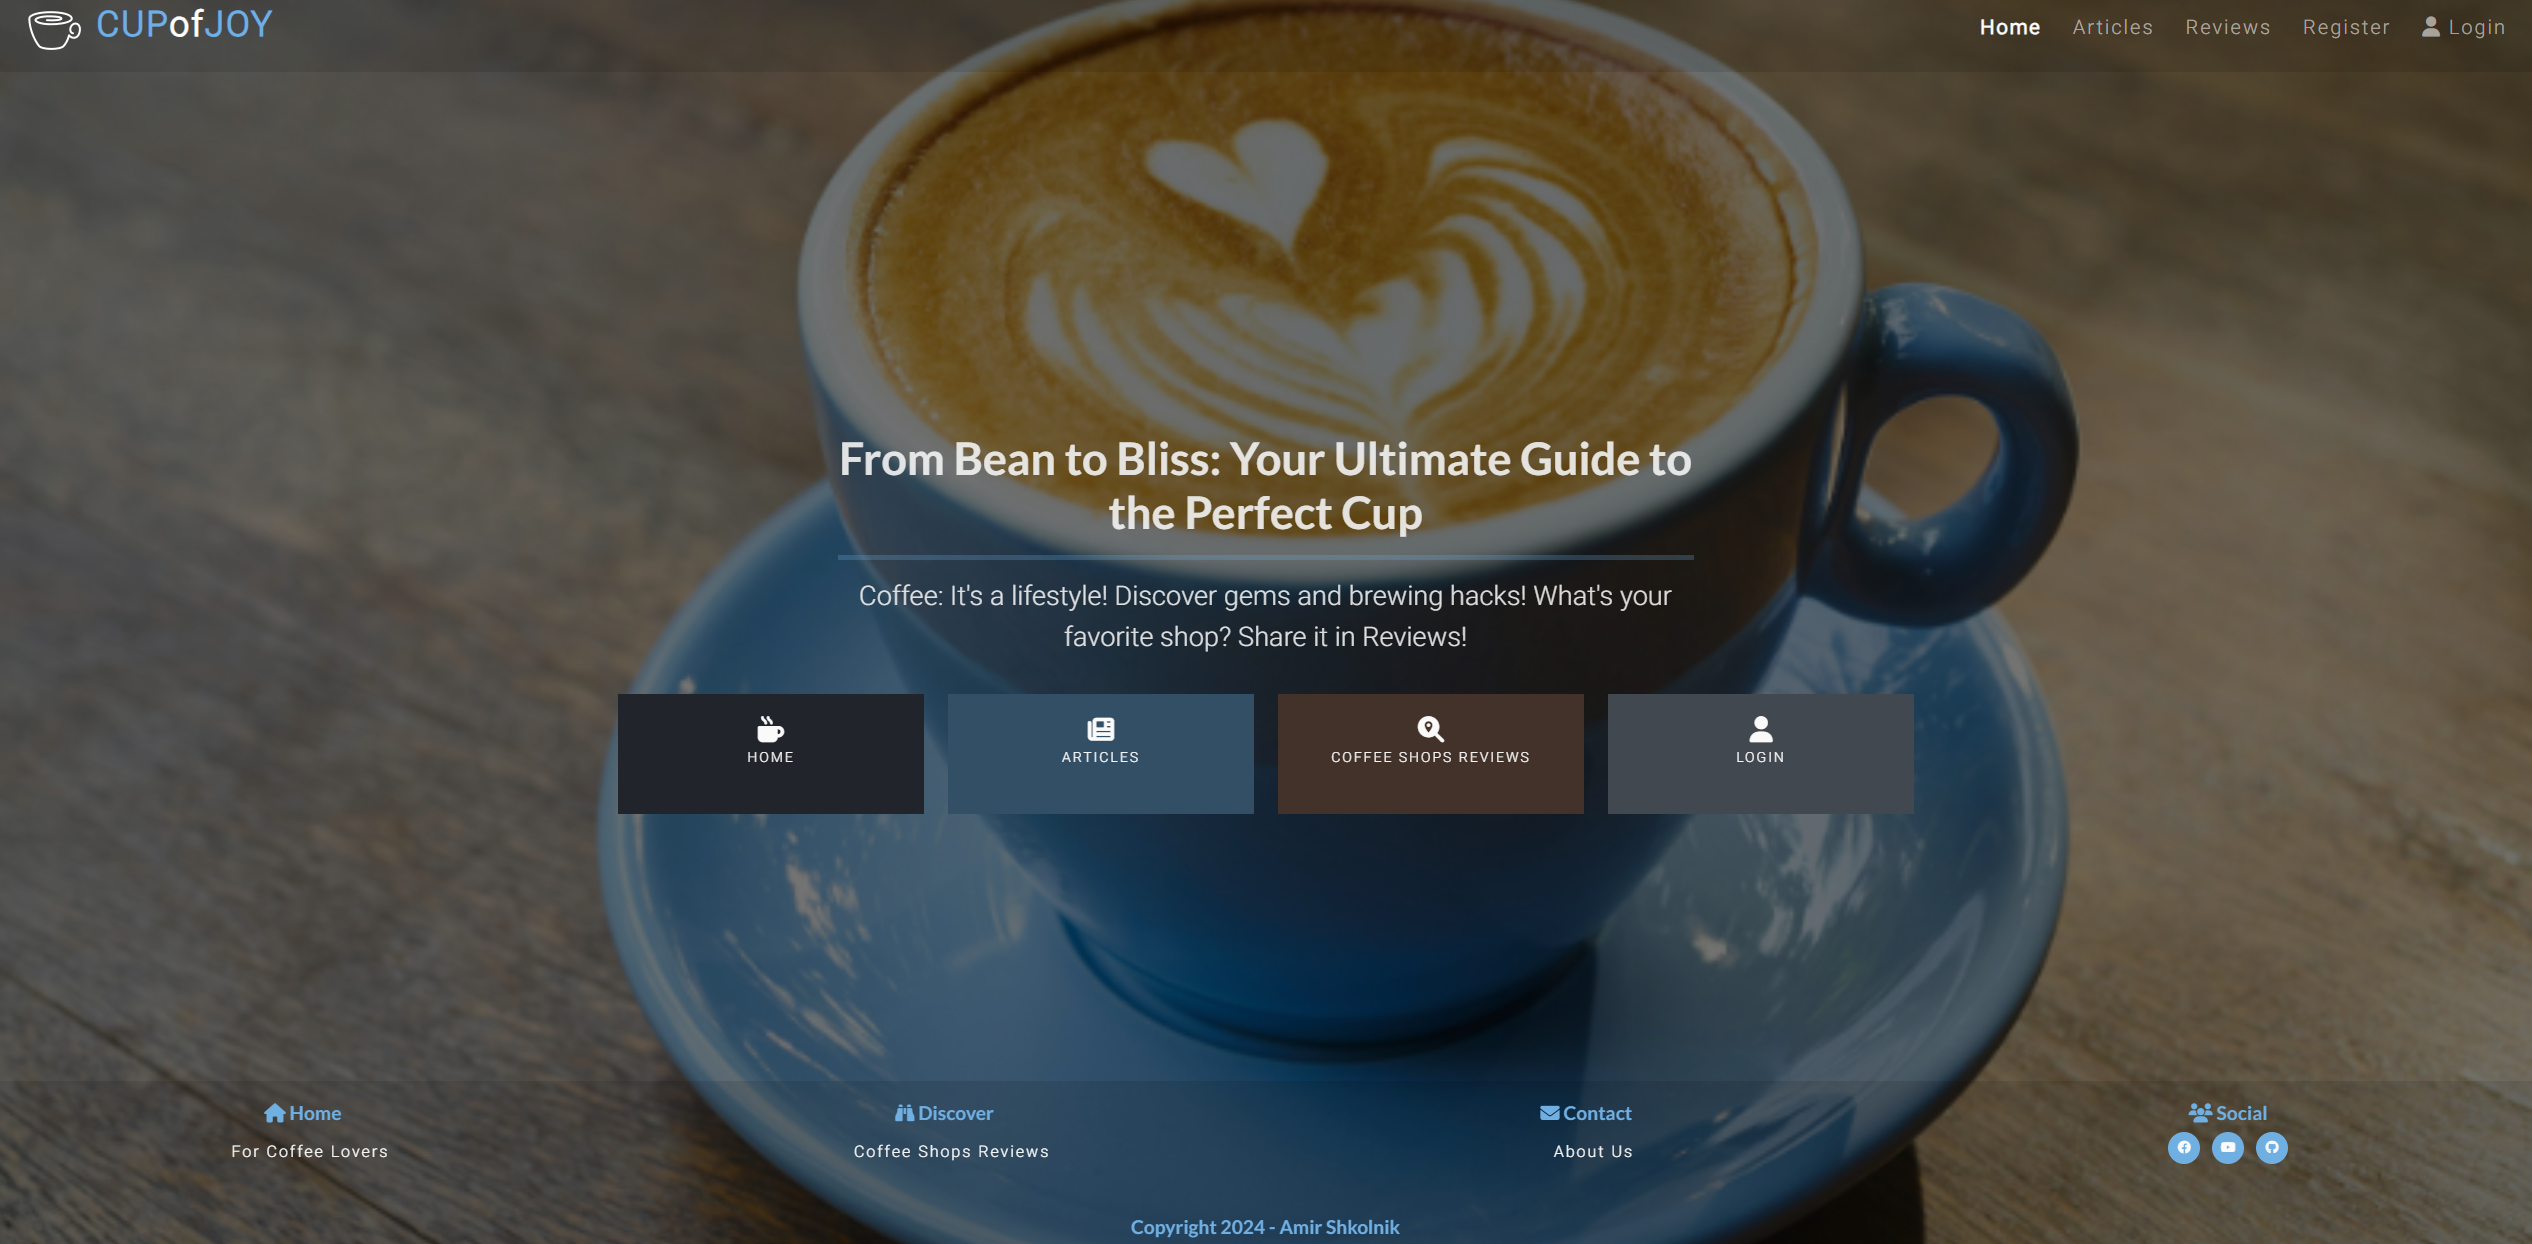 CUPofJOY
Home Articles Reviews Register Login
From Bean to Bliss: Your Ultimate Guide to
the Perfect Cup
Coffee: It's a lifestyle! Discover gems and brewing hacks! What's your
favorite shop? Share it in Reviews!
HOME
ARTICLES
COFFEE SHOPS REVIEWS
LOGIN
Home
For Coffee Lovers
Discover
Coffee Shops Reviews
Contact
About Us
Social
Copyright 2024 - Amir Shkolnik